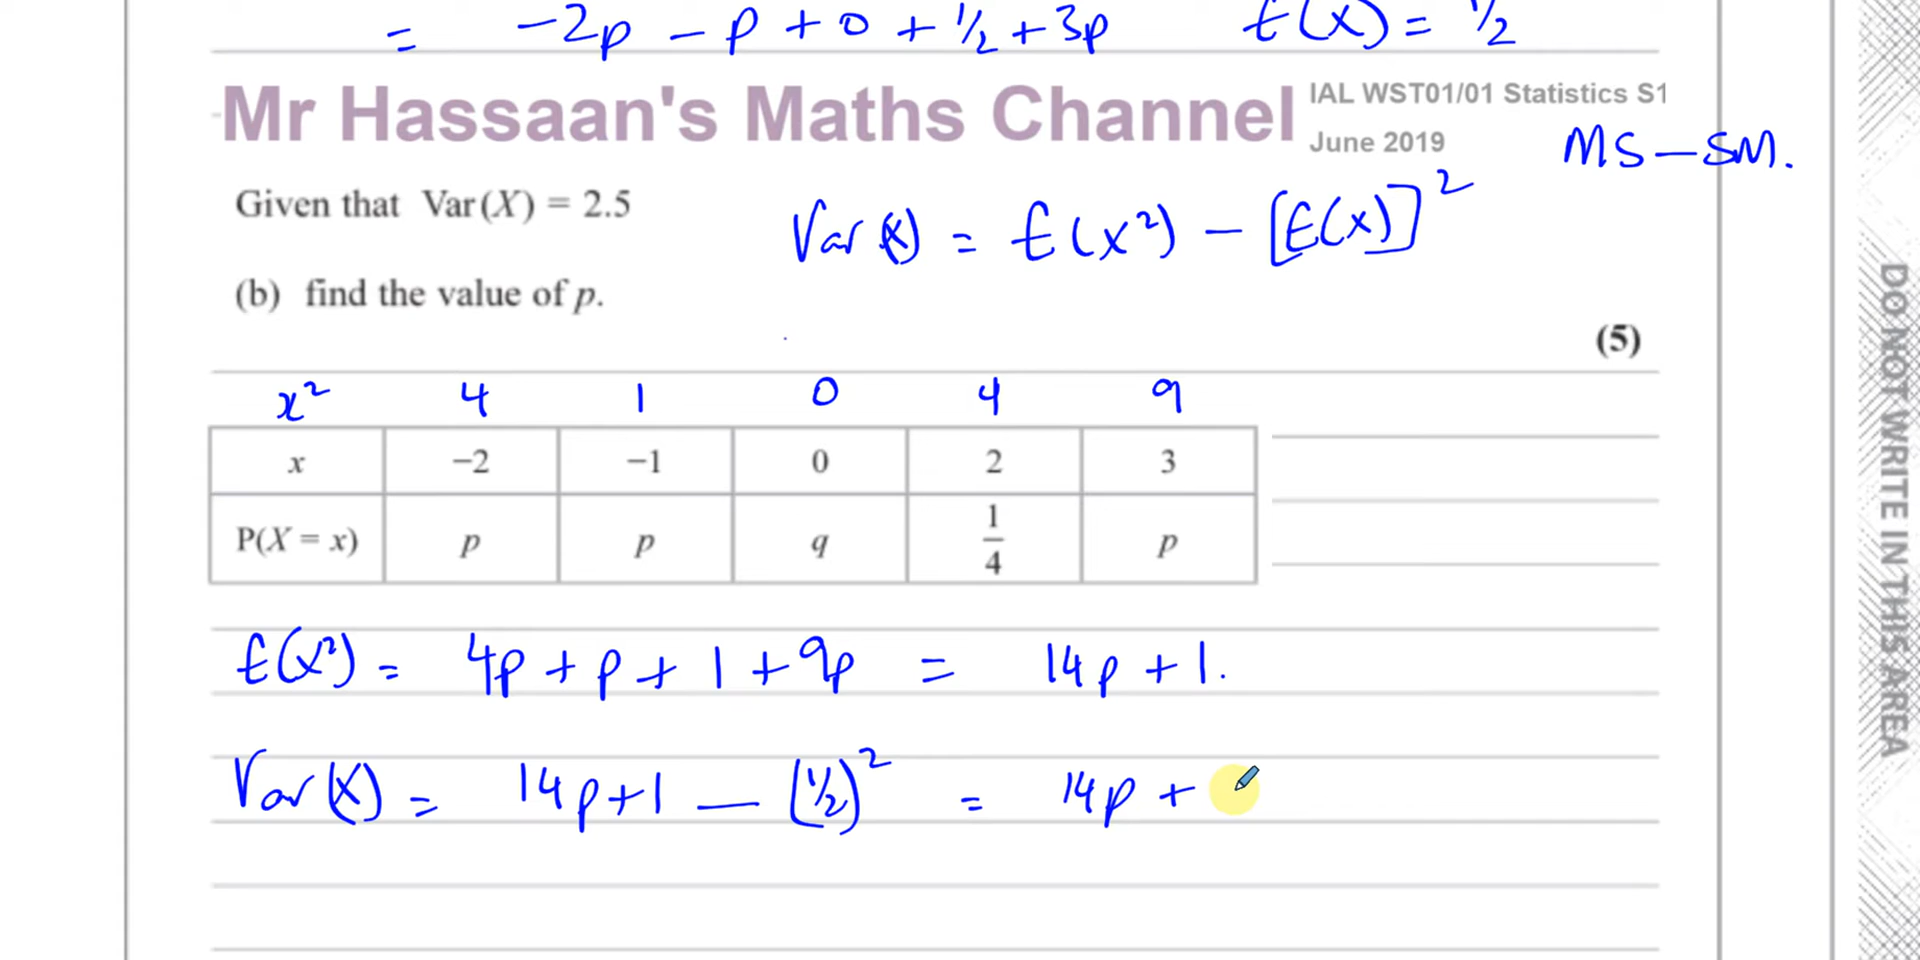 = -2p - p + 0 + ½ + 3p E(X) = ½
Mr Hassaan's Maths Channel
IAL WST01/01 Statistics S1
June 2019
MS – SM.
Given that Var(X) = 2.5
Var(X) = E(X²) – [E(X)]²
(b) find the value of p.
(5)
x² 4 1 0 4 9
x −2 −1 0 2 3
P(X = x) p p q 1/4 p
E(X²) = 4p + p + 1 + 9p = 14p + 1.
Var(X) = 14p + 1 – (½)² = 14p +
DO NOT WRITE IN THIS AREA